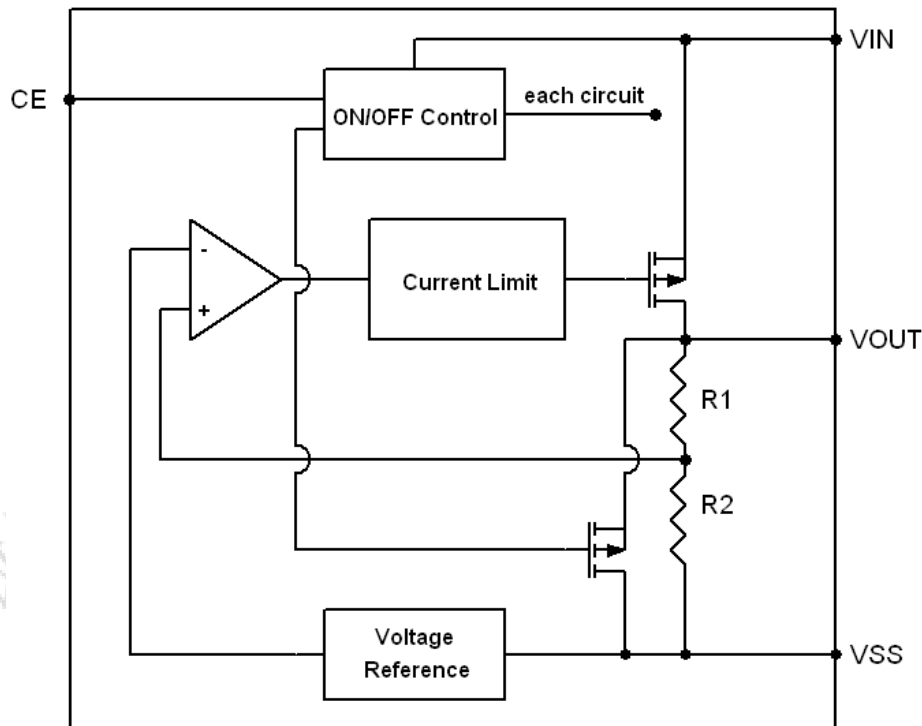 VIN
CE
ON/OFF Control
each circuit
-
+
Current Limit
VOUT
R1
R2
Voltage
Reference
VSS